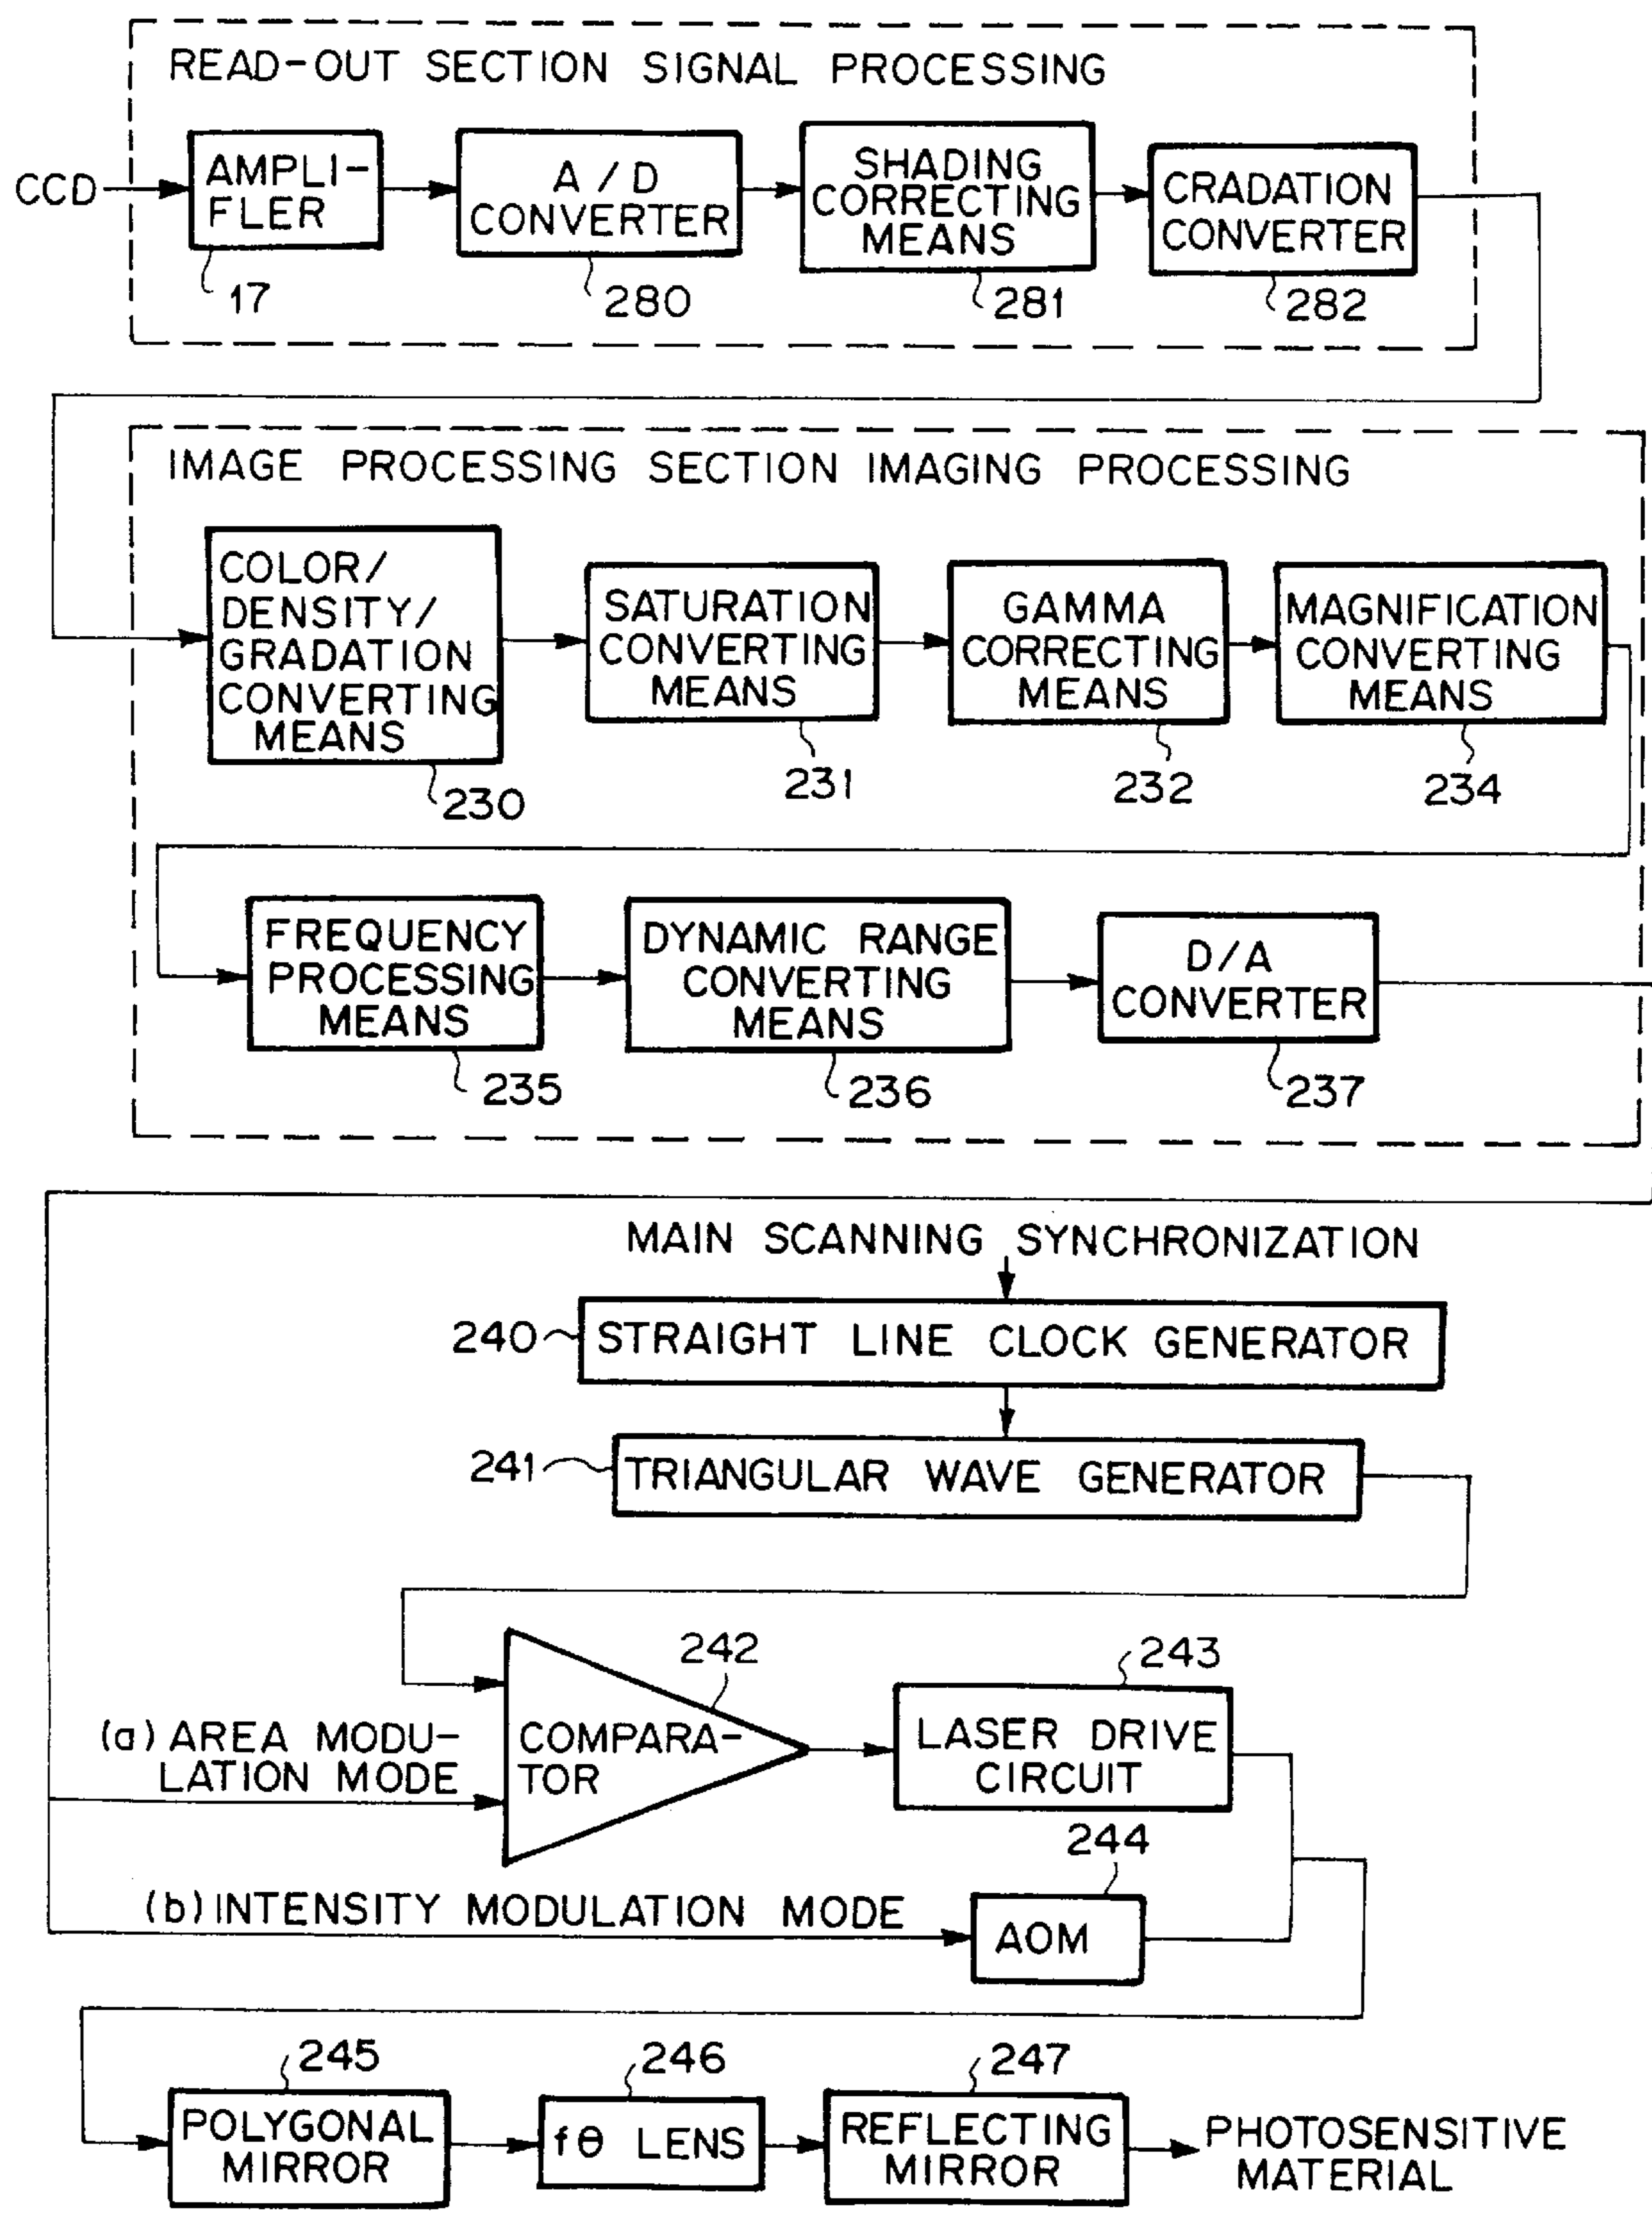 READ-OUT SECTION SIGNAL PROCESSING
CCD
AMPLI-
FLER
17
A / D
CONVERTER
280
SHADING
CORRECTING
MEANS
281
CRADATION
CONVERTER
282
IMAGE PROCESSING SECTION IMAGING PROCESSING
COLOR/
DENSITY/
GRADATION
CONVERTING
MEANS
230
SATURATION
CONVERTING
MEANS
231
GAMMA
CORRECTING
MEANS
232
MAGNIFICATION
CONVERTING
MEANS
234
FREQUENCY
PROCESSING
MEANS
235
DYNAMIC RANGE
CONVERTING
MEANS
236
D/A
CONVERTER
237
MAIN SCANNING SYNCHRONIZATION
240
STRAIGHT LINE CLOCK GENERATOR
241
TRIANGULAR WAVE GENERATOR
242
COMPARA-
TOR
243
LASER DRIVE
CIRCUIT
(a) AREA MODU-
LATION MODE
244
(b) INTENSITY MODULATION MODE
AOM
245
POLYGONAL
MIRROR
246
fθ LENS
247
REFLECTING
MIRROR
PHOTOSENSITIVE
MATERIAL